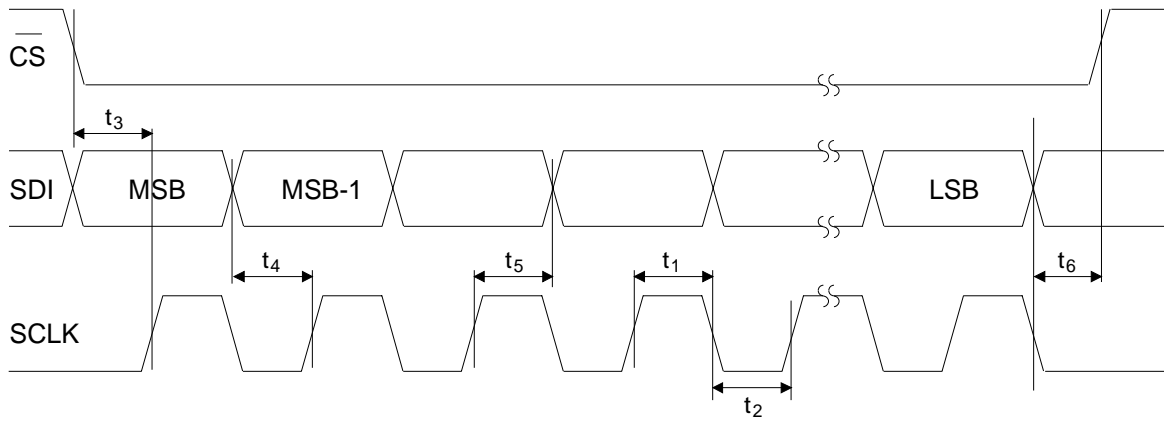 CS
t3
SDI MSB MSB-1 LSB
t4 t5 t1 t6
SCLK
t2